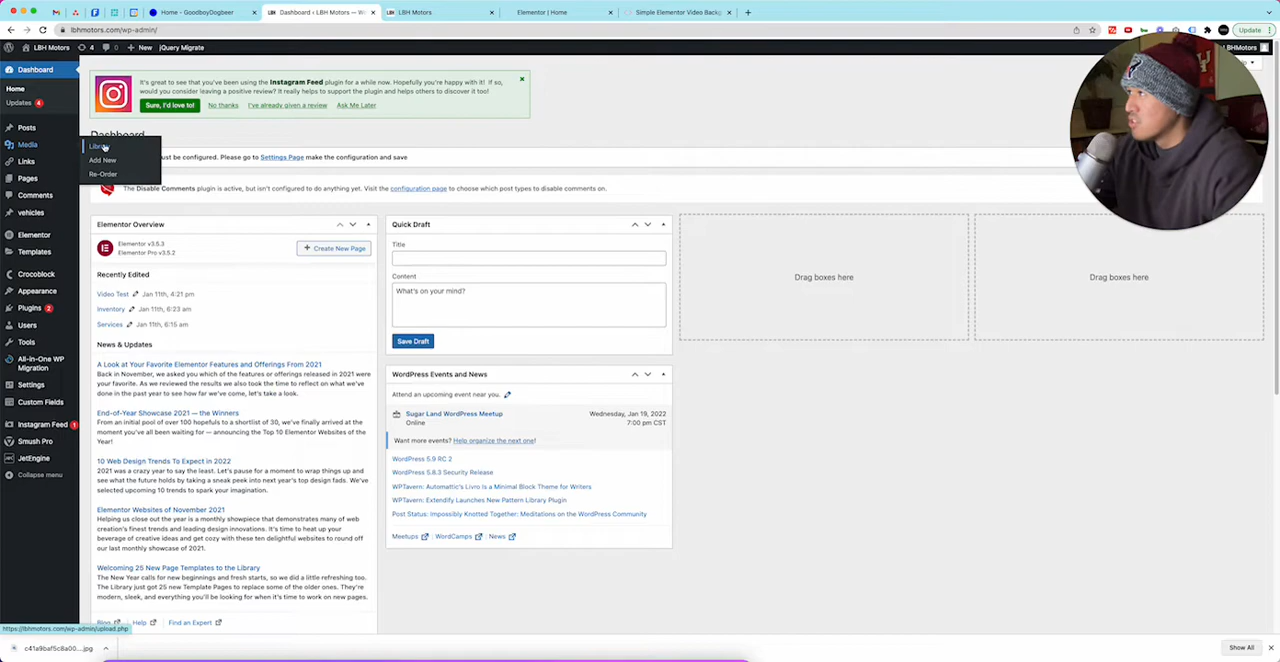 Home - GoodboyDogbeer
Dashboard ‹ LBH Motors — W
LBH Motors
Elementor | Home
Simple Elementor Video Backg
lbhmotors.com/wp-admin/
Update
LBH Motors 4 0 New jQuery Migrate
LBHMotors
Dashboard
Home
Updates 4
Posts
Media
Links
Pages
Comments
vehicles
Elementor
Templates
Crocoblock
Appearance
Plugins 2
Users
Tools
All-in-One WP
Migration
Settings
Custom Fields
Instagram Feed 1
Smush Pro
JetEngine
Collapse menu
Library
Add New
Re-Order
It's great to see that you've been using the Instagram Feed plugin for a while now. Hopefully you're happy with it! If so,
would you consider leaving a positive review? It really helps to support the plugin and helps others to discover it too!
Sure, I'd love to! No thanks I've already given a review Ask Me Later
Dashboard
must be configured. Please go to Settings Page make the configuration and save
The Disable Comments plugin is active, but isn't configured to do anything yet. Visit the configuration page to choose which post types to disable comments on.
Elementor Overview
Elementor v3.5.3
Elementor Pro v3.5.2
+ Create New Page
Recently Edited
Video Test Jan 11th, 4:21 pm
Inventory Jan 11th, 6:23 am
Services Jan 11th, 6:15 am
News & Updates
A Look at Your Favorite Elementor Features and Offerings From 2021
Back in November, we asked you which of the features or offerings released in 2021 were
your favorite. As we reviewed the results we also took the time to reflect on what we've
done in the past year to see how far we've come, let's take a look.
End-of-Year Showcase 2021 — the Winners
From an initial pool of over 100 hopefuls to a shortlist of 30, we've finally arrived at the
moment you've all been waiting for — announcing the Top 10 Elementor Websites of the
Year!
10 Web Design Trends To Expect in 2022
2021 was a crazy year to say the least. Let's pause for a moment to wrap things up and
see what the future holds by taking a sneak peek into next year's top design fads. We've
selected upcoming 10 trends to spark your imagination.
Elementor Websites of November 2021
Helping us close out the year is a monthly showpiece that demonstrates many of web
creation's finest trends and leading design innovations. It's time to heat up your
beverage of creative ideas and get cozy with these ten delightful websites to round off
our last monthly showcase of 2021.
Welcoming 25 New Page Templates to the Library
The New Year calls for new beginnings and fresh starts, so we did a little refreshing too.
The Library just got 25 new Template Pages to replace some of the older ones. They're
modern, sleek, and everything you'll be looking for when it's time to work on new pages.
Blog Help Find an Expert
Quick Draft
Title
Content
What's on your mind?
Save Draft
WordPress Events and News
Attend an upcoming event near you.
Sugar Land WordPress Meetup Wednesday, Jan 19, 2022
Online 7:00 pm CST
Want more events? Help organize the next one!
WordPress 5.9 RC 2
WordPress 5.8.3 Security Release
WPTavern: Automattic's Livro Is a Minimal Block Theme for Writers
WPTavern: Extendify Launches New Pattern Library Plugin
Post Status: Impossibly Knotted Together: Meditations on the WordPress Community
Meetups | WordCamps | News
Drag boxes here
Drag boxes here
https://lbhmotors.com/wp-admin/upload.php
c41a9baf5c8a00....jpg
Show All